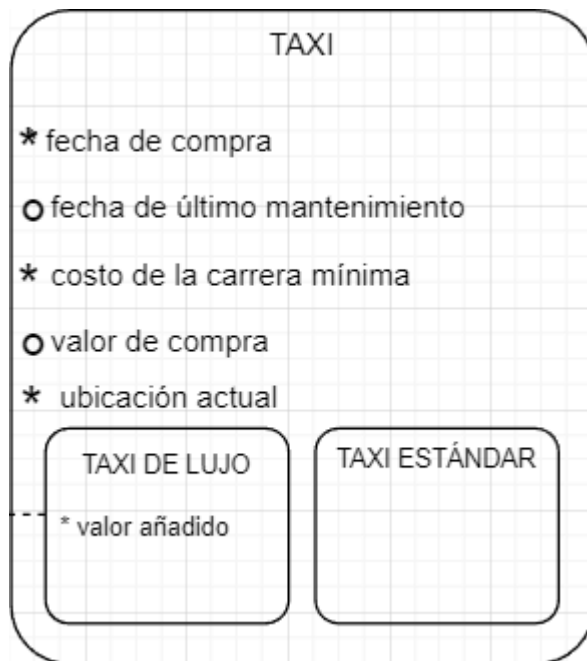 TAXI
* fecha de compra
o fecha de último mantenimiento
* costo de la carrera mínima
o valor de compra
* ubicación actual
TAXI DE LUJO
* valor añadido
TAXI ESTÁNDAR